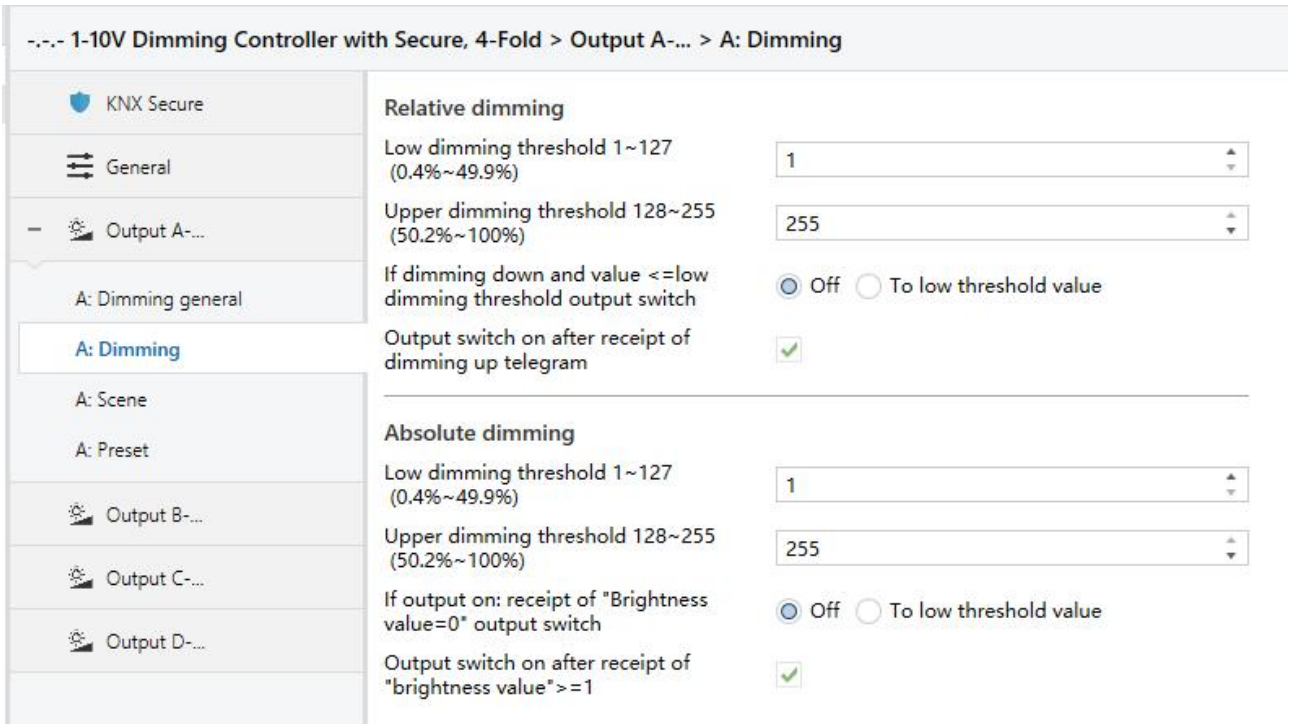 -.-.- 1-10V Dimming Controller with Secure, 4-Fold > Output A-... > A: Dimming
KNX Secure
General
Output A-...
A: Dimming general
A: Dimming
A: Scene
A: Preset
Output B-...
Output C-...
Output D-...
Relative dimming
Low dimming threshold 1~127
(0.4%~49.9%)
1
Upper dimming threshold 128~255
(50.2%~100%)
255
If dimming down and value <=low
dimming threshold output switch
Off To low threshold value
Output switch on after receipt of
dimming up telegram
Absolute dimming
Low dimming threshold 1~127
(0.4%~49.9%)
1
Upper dimming threshold 128~255
(50.2%~100%)
255
If output on: receipt of "Brightness
value=0" output switch
Off To low threshold value
Output switch on after receipt of
"brightness value">=1